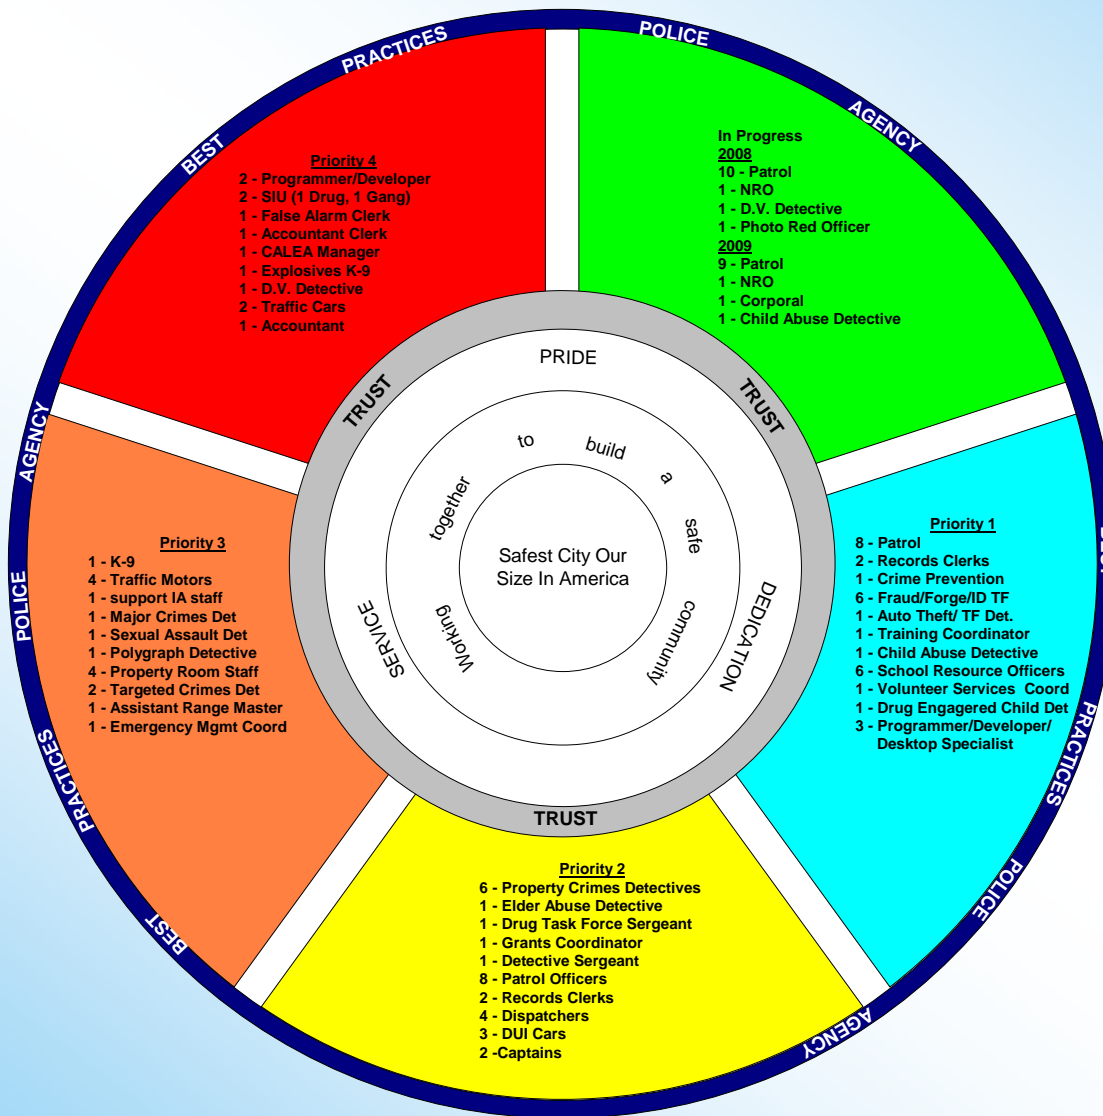 BEST PRACTICES
POLICE AGENCY
PRACTICES POLICE
AGENCY
BEST PRACTICES
POLICE AGENCY
In Progress
2008
10 - Patrol
1 - NRO
1 - D.V. Detective
1 - Photo Red Officer
2009
9 - Patrol
1 - NRO
1 - Corporal
1 - Child Abuse Detective
Priority 1
8 - Patrol
2 - Records Clerks
1 - Crime Prevention
6 - Fraud/Forge/ID TF
1 - Auto Theft/ TF Det.
1 - Training Coordinator
1 - Child Abuse Detective
6 - School Resource Officers
1 - Volunteer Services Coord
1 - Drug Engagered Child Det
3 - Programmer/Developer/
Desktop Specialist
Priority 2
6 - Property Crimes Detectives
1 - Elder Abuse Detective
1 - Drug Task Force Sergeant
1 - Grants Coordinator
1 - Detective Sergeant
8 - Patrol Officers
2 - Records Clerks
4 - Dispatchers
3 - DUI Cars
2 -Captains
Priority 3
1 - K-9
4 - Traffic Motors
1 - support IA staff
1 - Major Crimes Det
1 - Sexual Assault Det
1 - Polygraph Detective
4 - Property Room Staff
2 - Targeted Crimes Det
1 - Assistant Range Master
1 - Emergency Mgmt Coord
Priority 4
2 - Programmer/Developer
2 - SIU (1 Drug, 1 Gang)
1 - False Alarm Clerk
1 - Accountant Clerk
1 - CALEA Manager
1 - Explosives K-9
1 - D.V. Detective
2 - Traffic Cars
1 - Accountant
TRUST
TRUST
TRUST
PRIDE
DEDICATION
SERVICE
Working together to build a safe community
Safest City Our
Size In America